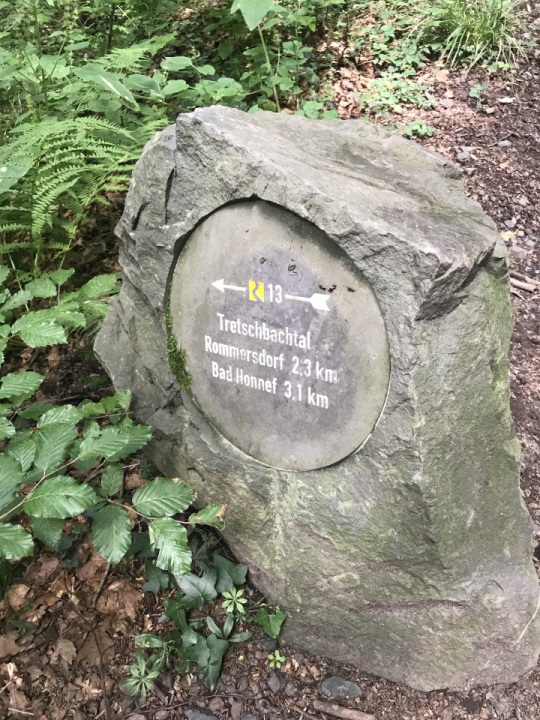 R 13
Tretschbachtal
Rommersdorf 2,3 km
Bad Honnef 3,1 km